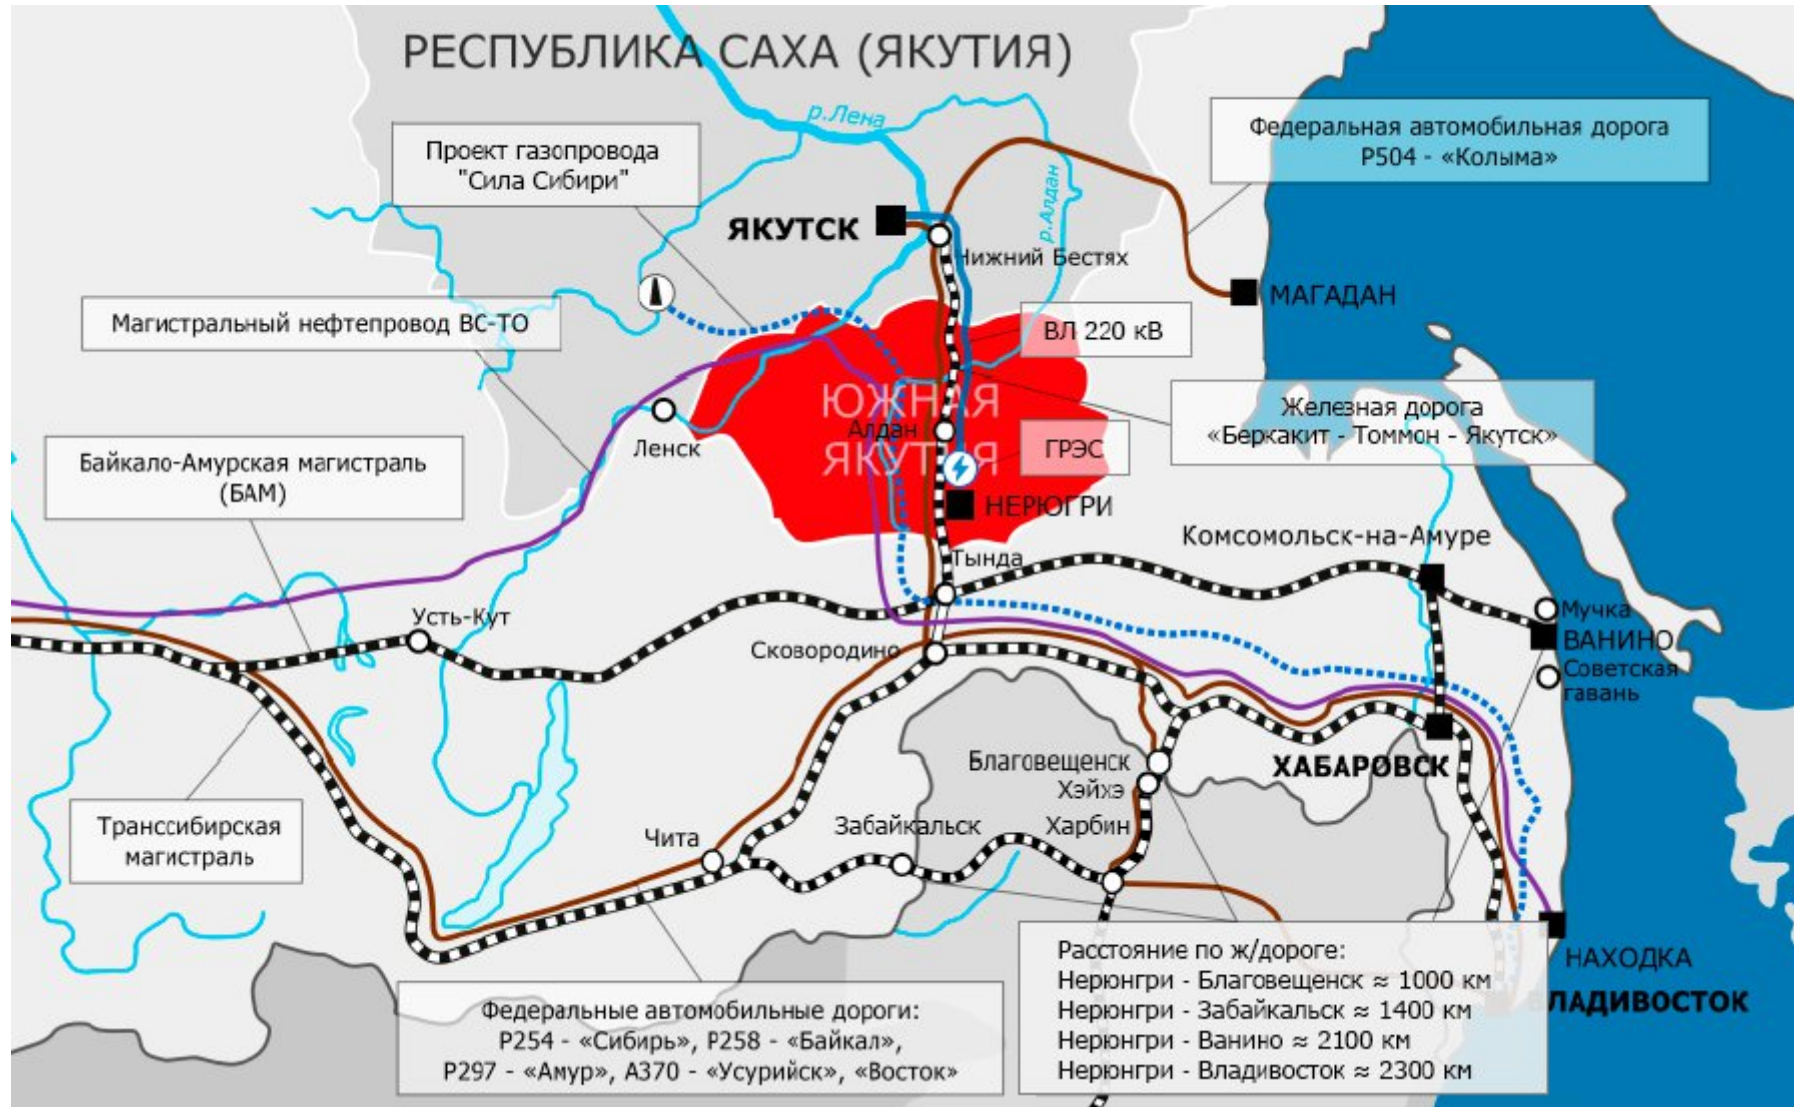 РЕСПУБЛИКА САХА (ЯКУТИЯ)
р.Лена
Федеральная автомобильная дорога
Р504 - «Колыма»
Проект газопровода
"Сила Сибири"
р.Алдан
ЯКУТСК
Нижний Бестях
МАГАДАН
Магистральный нефтепровод ВС-ТО
ВЛ 220 кВ
ЮЖНАЯ
ЯКУТИЯ
Железная дорога
«Беркакит - Томмон - Якутск»
Алдан
Ленск
ГРЭС
Байкало-Амурская магистраль
(БАМ)
НЕРЮГРИ
Комсомольск-на-Амуре
Тында
Усть-Кут
Мучка
ВАНИНО
Советская
гавань
Сковородино
Благовещенск
Хэйхэ
ХАБАРОВСК
Транссибирская
магистраль
Чита
Забайкальск
Харбин
Расстояние по ж/дороге:
Нерюнгри - Благовещенск ≈ 1000 км
Нерюнгри - Забайкальск ≈ 1400 км
Нерюнгри - Ванино ≈ 2100 км
Нерюнгри - Владивосток ≈ 2300 км
НАХОДКА
ВЛАДИВОСТОК
Федеральные автомобильные дороги:
Р254 - «Сибирь», Р258 - «Байкал»,
Р297 - «Амур», А370 - «Усурийск», «Восток»